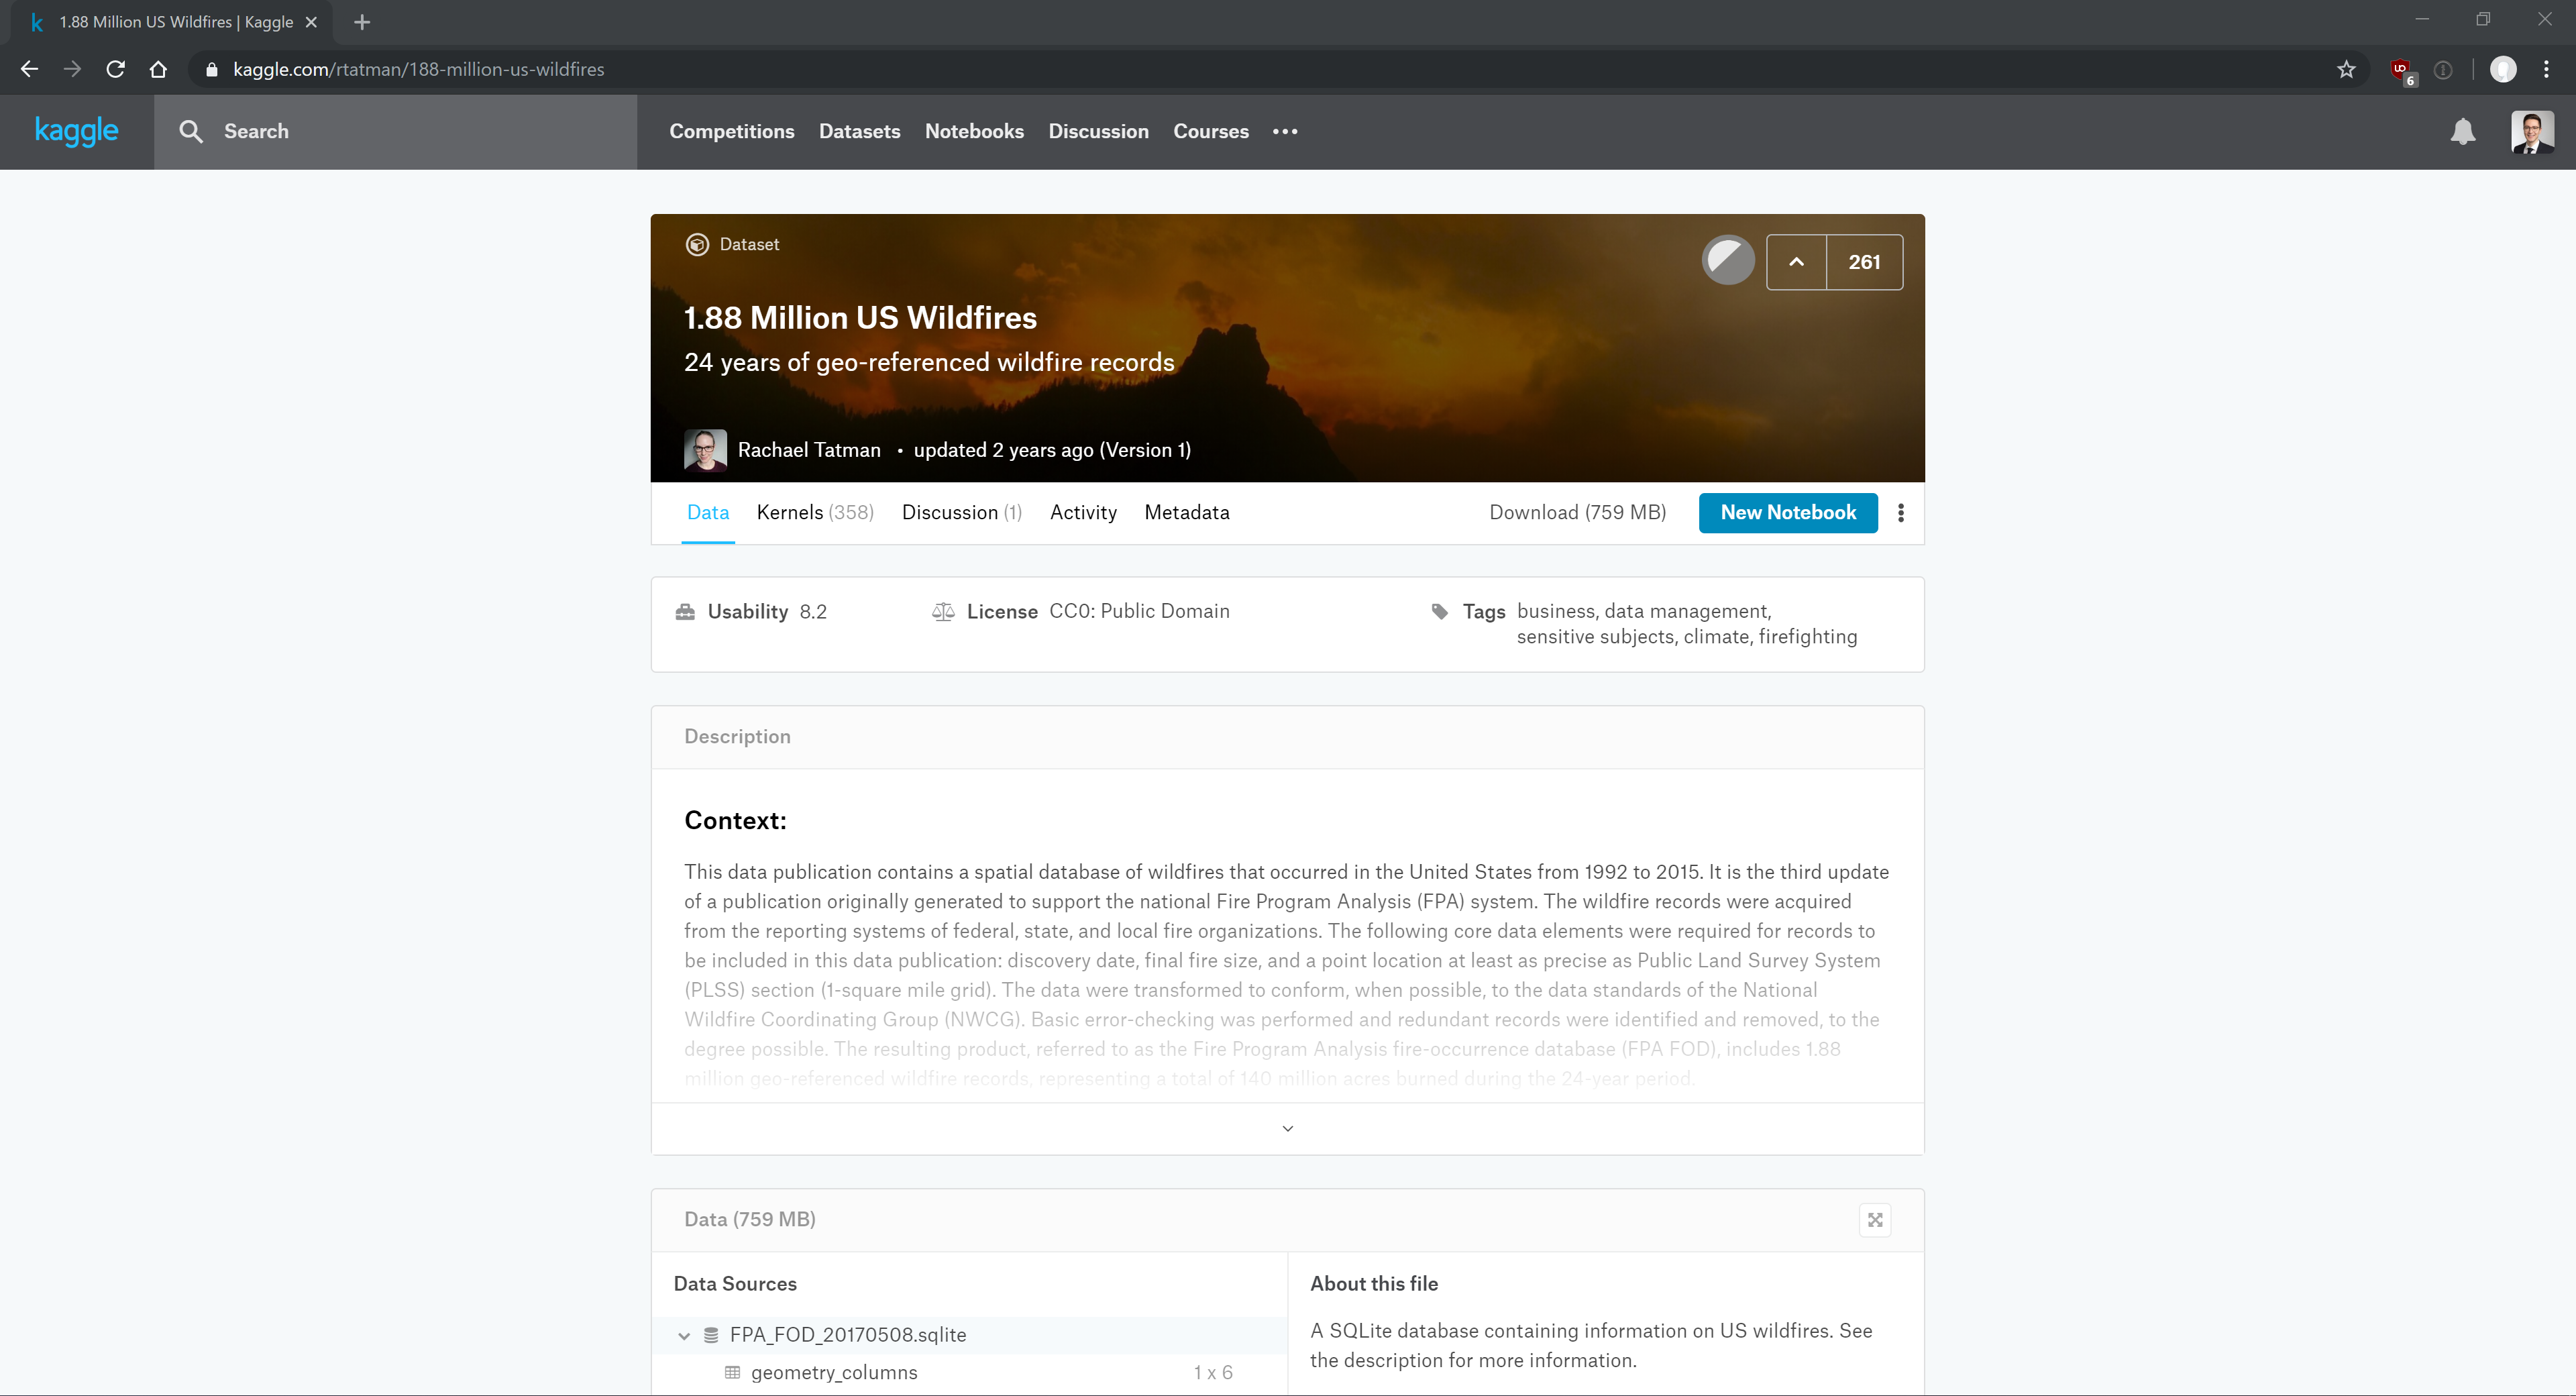 1.88 Million US Wildfires | Kaggle
kaggle.com/rtatman/188-million-us-wildfires
6
kaggle
Search
Competitions Datasets Notebooks Discussion Courses
Dataset
261
1.88 Million US Wildfires
24 years of geo-referenced wildfire records
Rachael Tatman • updated 2 years ago (Version 1)
Data Kernels (358) Discussion (1) Activity Metadata Download (759 MB) New Notebook
Usability 8.2 License CC0: Public Domain Tags business, data management,
sensitive subjects, climate, firefighting
Description
Context:
This data publication contains a spatial database of wildfires that occurred in the United States from 1992 to 2015. It is the third update
of a publication originally generated to support the national Fire Program Analysis (FPA) system. The wildfire records were acquired
from the reporting systems of federal, state, and local fire organizations. The following core data elements were required for records to
be included in this data publication: discovery date, final fire size, and a point location at least as precise as Public Land Survey System
(PLSS) section (1-square mile grid). The data were transformed to conform, when possible, to the data standards of the National
Wildfire Coordinating Group (NWCG). Basic error-checking was performed and redundant records were identified and removed, to the
degree possible. The resulting product, referred to as the Fire Program Analysis fire-occurrence database (FPA FOD), includes 1.88
million geo-referenced wildfire records, representing a total of 140 million acres burned during the 24-year period.
Data (759 MB)
Data Sources
FPA_FOD_20170508.sqlite
geometry_columns 1 x 6
About this file
A SQLite database containing information on US wildfires. See
the description for more information.